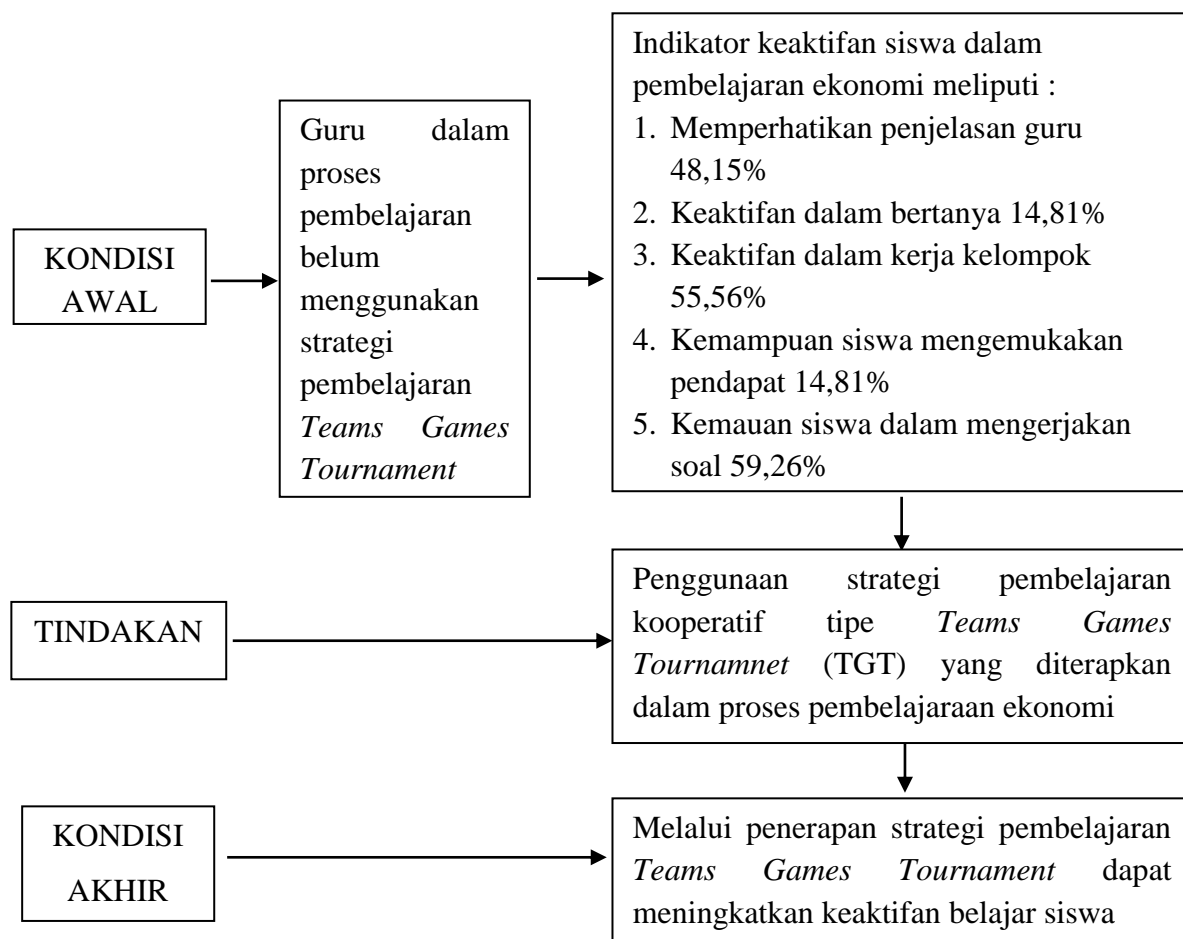 KONDISI
AWAL
Guru dalam
proses
pembelajaran
belum
menggunakan
strategi
pembelajaran
Teams Games
Tournament
Indikator keaktifan siswa dalam
pembelajaran ekonomi meliputi :
1. Memperhatikan penjelasan guru
48,15%
2. Keaktifan dalam bertanya 14,81%
3. Keaktifan dalam kerja kelompok
55,56%
4. Kemampuan siswa mengemukakan
pendapat 14,81%
5. Kemauan siswa dalam mengerjakan
soal 59,26%
TINDAKAN
Penggunaan strategi pembelajaran
kooperatif tipe Teams Games
Tournamnet (TGT) yang diterapkan
dalam proses pembelajaraan ekonomi
KONDISI
AKHIR
Melalui penerapan strategi pembelajaran
Teams Games Tournament dapat
meningkatkan keaktifan belajar siswa